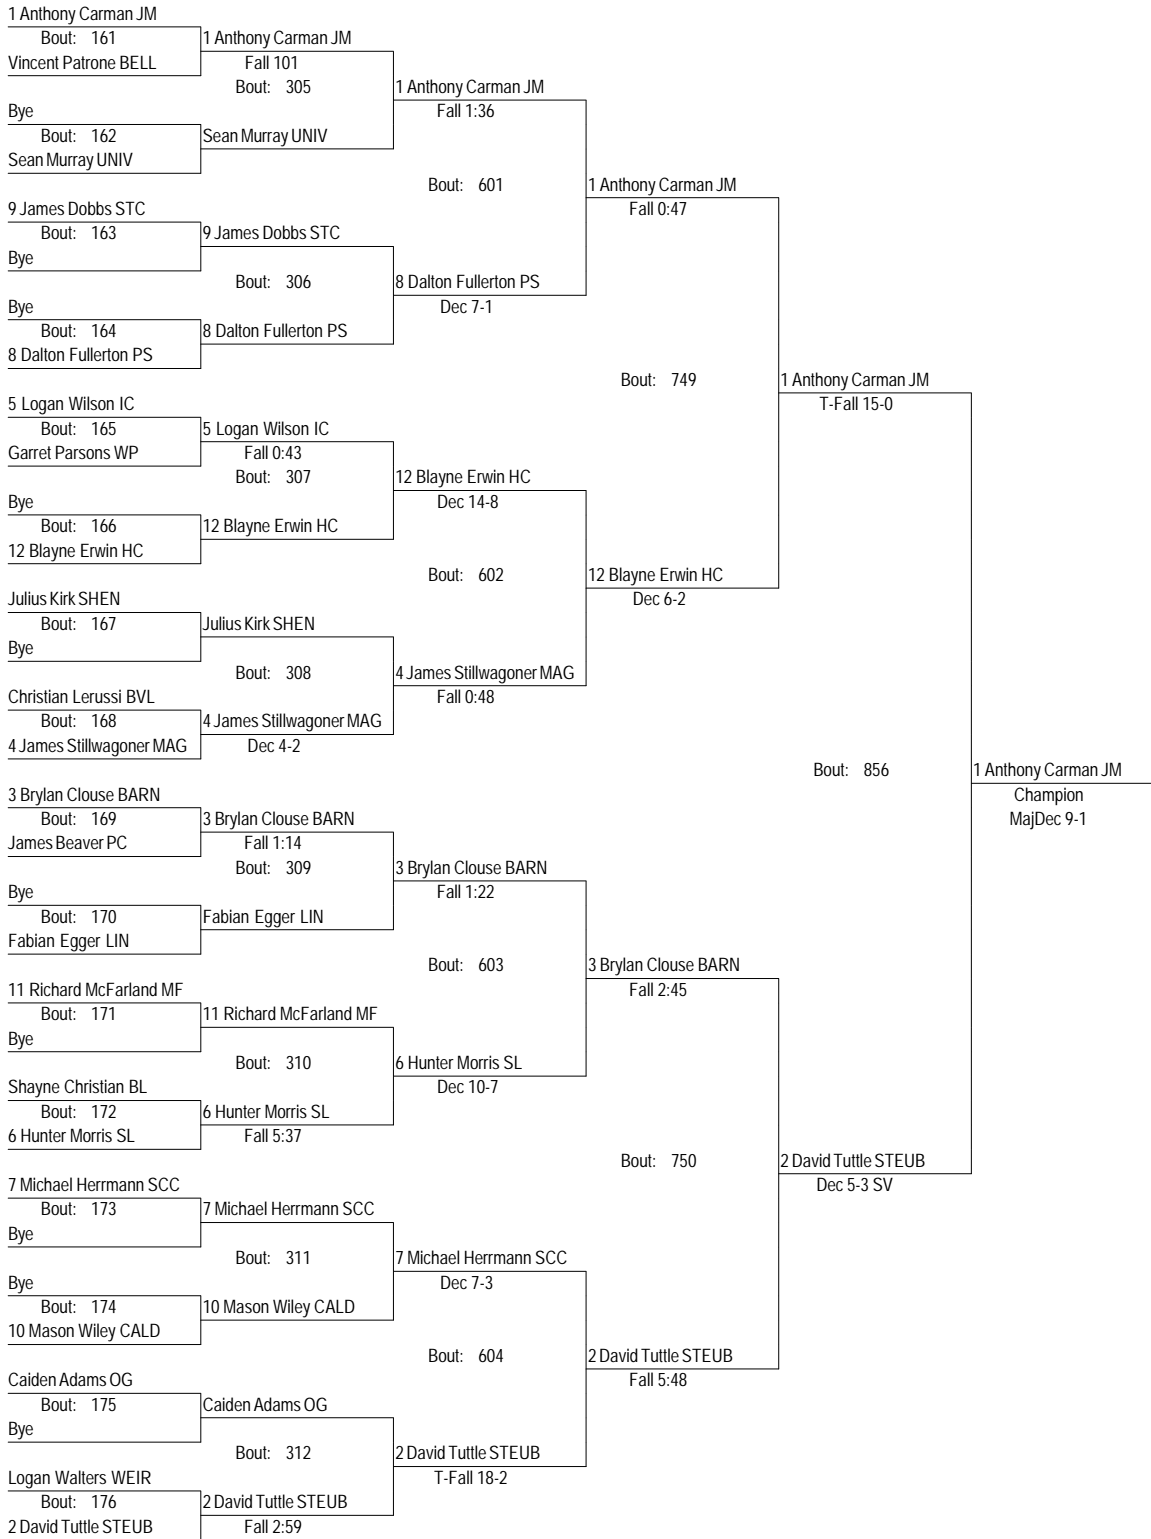 1 Anthony Carman JM
Bout: 161
1 Anthony Carman JM
Vincent Patrone BELL
Fall 101
Bout: 305
1 Anthony Carman JM
Bye
Fall 1:36
Bout: 162
Sean Murray UNIV
Sean Murray UNIV
Bout: 601
1 Anthony Carman JM
9 James Dobbs STC
Fall 0:47
Bout: 163
9 James Dobbs STC
Bye
Bout: 306
8 Dalton Fullerton PS
Bye
Dec 7-1
Bout: 164
8 Dalton Fullerton PS
8 Dalton Fullerton PS
Bout: 749
1 Anthony Carman JM
5 Logan Wilson IC
T-Fall 15-0
Bout: 165
5 Logan Wilson IC
Garret Parsons WP
Fall 0:43
Bout: 307
12 Blayne Erwin HC
Bye
Dec 14-8
Bout: 166
12 Blayne Erwin HC
12 Blayne Erwin HC
Bout: 602
12 Blayne Erwin HC
Julius Kirk SHEN
Dec 6-2
Bout: 167
Julius Kirk SHEN
Bye
Bout: 308
4 James Stillwagoner MAG
Christian Lerussi BVL
Fall 0:48
Bout: 168
4 James Stillwagoner MAG
4 James Stillwagoner MAG
Dec 4-2
Bout: 856
1 Anthony Carman JM
3 Brylan Clouse BARN
Champion
Bout: 169
3 Brylan Clouse BARN
MajDec 9-1
James Beaver PC
Fall 1:14
Bout: 309
3 Brylan Clouse BARN
Bye
Fall 1:22
Bout: 170
Fabian Egger LIN
Fabian Egger LIN
Bout: 603
3 Brylan Clouse BARN
11 Richard McFarland MF
Fall 2:45
Bout: 171
11 Richard McFarland MF
Bye
Bout: 310
6 Hunter Morris SL
Shayne Christian BL
Dec 10-7
Bout: 172
6 Hunter Morris SL
6 Hunter Morris SL
Fall 5:37
Bout: 750
2 David Tuttle STEUB
7 Michael Herrmann SCC
Dec 5-3 SV
Bout: 173
7 Michael Herrmann SCC
Bye
Bout: 311
7 Michael Herrmann SCC
Bye
Dec 7-3
Bout: 174
10 Mason Wiley CALD
10 Mason Wiley CALD
Bout: 604
2 David Tuttle STEUB
Caiden Adams OG
Fall 5:48
Bout: 175
Caiden Adams OG
Bye
Bout: 312
2 David Tuttle STEUB
Logan Walters WEIR
T-Fall 18-2
Bout: 176
2 David Tuttle STEUB
2 David Tuttle STEUB
Fall 2:59